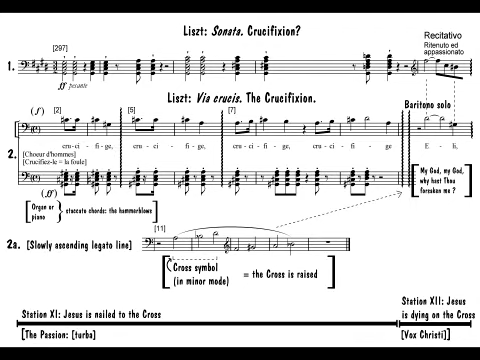 Liszt: Sonata. Crucifixion?
Recitativo
Ritenuto ed
appassionato
[297]
1.
ff pesante
Liszt: Via crucis. The Crucifixion.
Baritono solo
(f) [2] [5] [7]
cru - ci - fi - ge, cru - ci - fi - ge, cru - ci - fi - ge, cru - ci - fi - ge E - li,
2. [Choeur d'hommes]
[Crucifiez-le = la foule]
My God, my God,
why hast Thou
forsaken me ?
(ff)
Organ or
piano
staccato chords: the hammerblows
2a. [Slowly ascending legato line]
[13]
Cross symbol
(in minor mode)
= the Cross is raised
Station XI: Jesus is nailed to the Cross
Station XII: Jesus
is dying on the Cross
[The Passion: [turba]
[Vox Christi]]